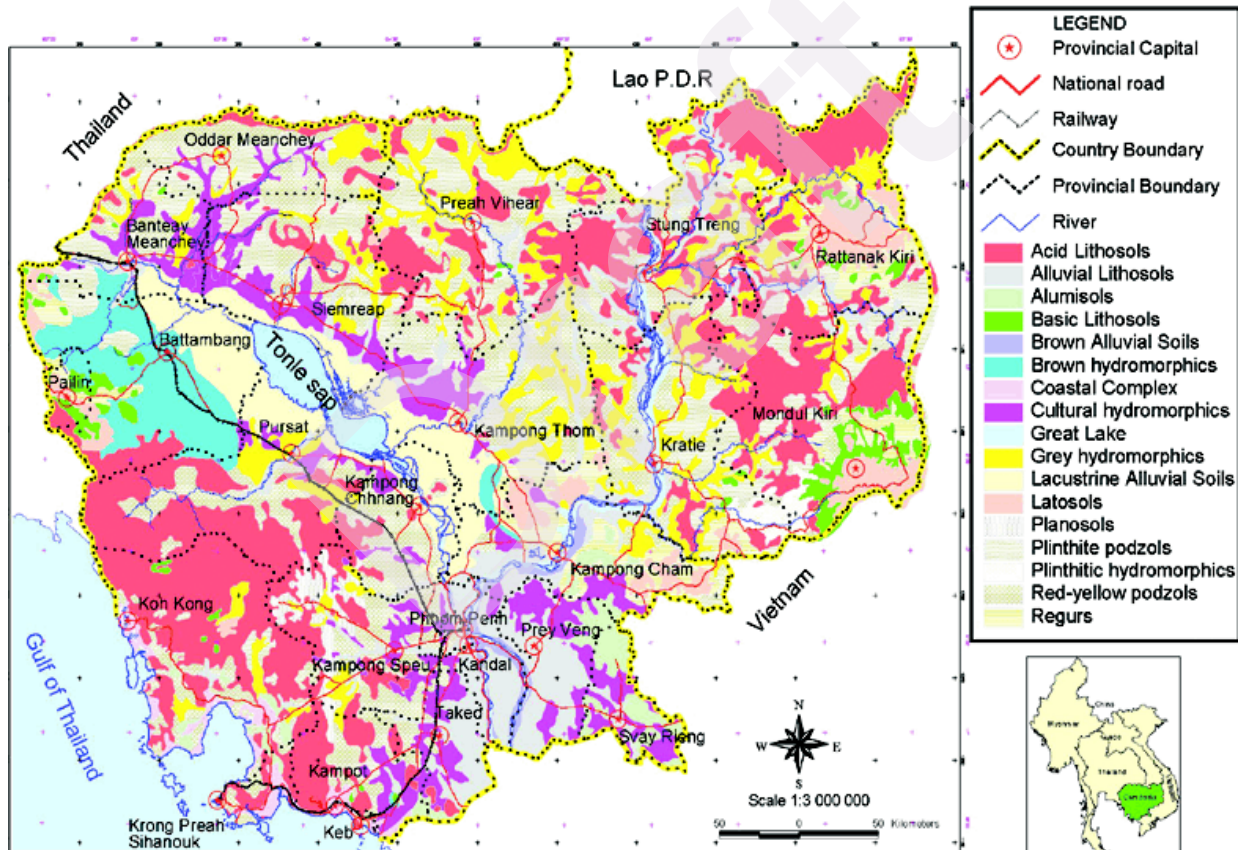 Thailand
Lao P.D.R
Oddar Meanchey
Preah Vihear
Banteay
Meanchey
Stung Treng
Rattanak Kiri
Siemreap
Battambang
Tonle sap
Pailin
Mondul Kiri
Pursat
Kampong Thom
Kratie
Kampong
Chhnang
Kampong Cham
Vietnam
Koh Kong
Phnom Penh
Prey Veng
Kampong Speu
Kandal
Gulf of Thailand
Taked
Svay Rieng
Kampot
Krong Preah
Sihanouk
Keb
N
W
E
S
Scale 1:3 000 000
50
0
50
Kilometers
LEGEND
Provincial Capital
National road
Railway
Country Boundary
Provincial Boundary
River
Acid Lithosols
Alluvial Lithosols
Alumisols
Basic Lithosols
Brown Alluvial Soils
Brown hydromorphics
Coastal Complex
Cultural hydromorphics
Great Lake
Grey hydromorphics
Lacustrine Alluvial Soils
Latosols
Planosols
Plinthite podzols
Plinthitic hydromorphics
Red-yellow podzols
Regurs
China
Myanmar
Thailand
Cambodia